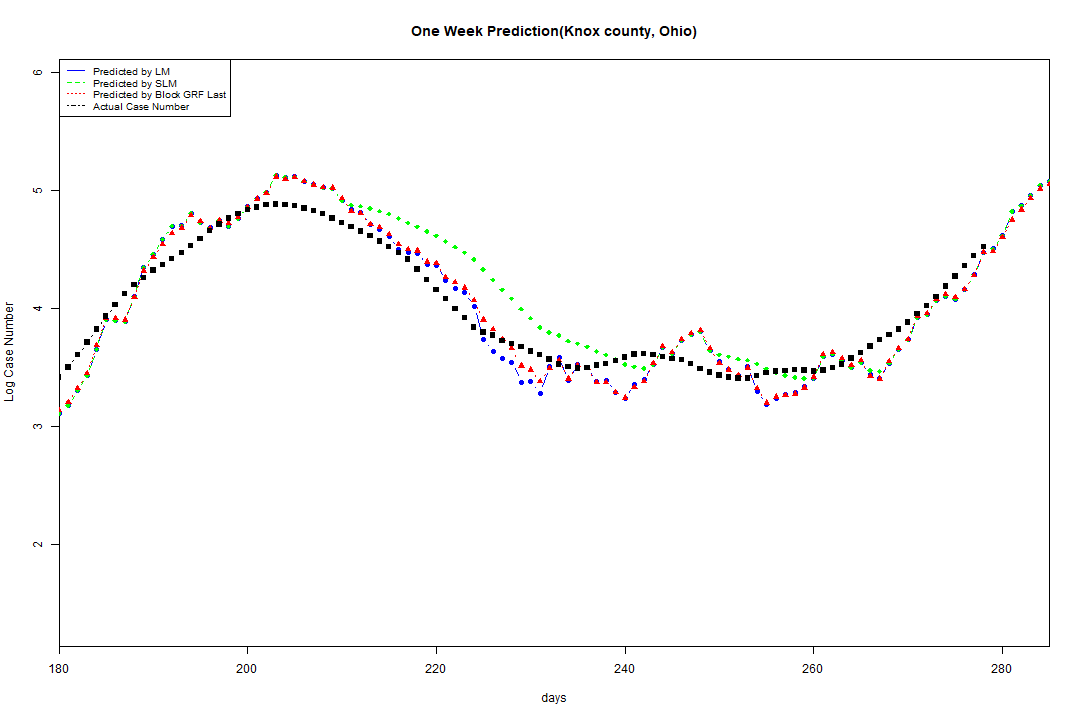 One Week Prediction(Knox county, Ohio)
6
Predicted by LM
Predicted by SLM
Predicted by Block GRF Last
Actual Case Number
5
4
3
2
Log Case Number
180 200 220 240 260 280
days